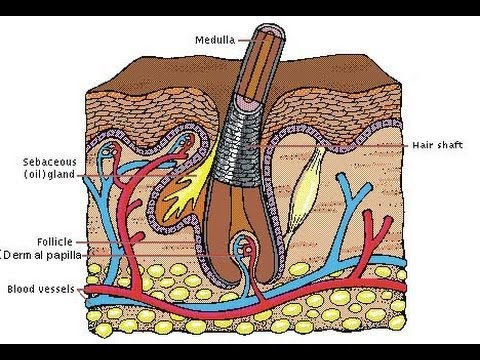 Medulla
Hair shaft
Sebaceous
(oil)gland
Follicle
(Dermal papilla
Blood vessels